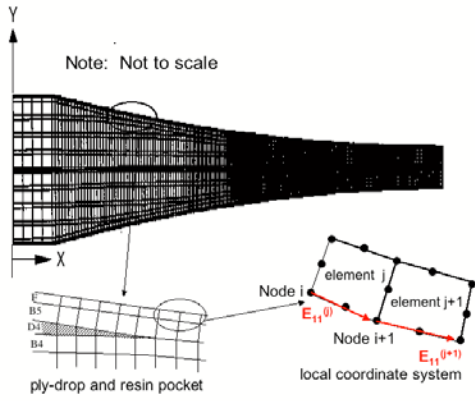 Y
Note: Not to scale
X
F
B5
D4
B4
ply-drop and resin pocket
Node i
element j
element j+1
E₁₁⁽ʲ⁾
Node i+1
E₁₁⁽ʲ⁺¹⁾
local coordinate system